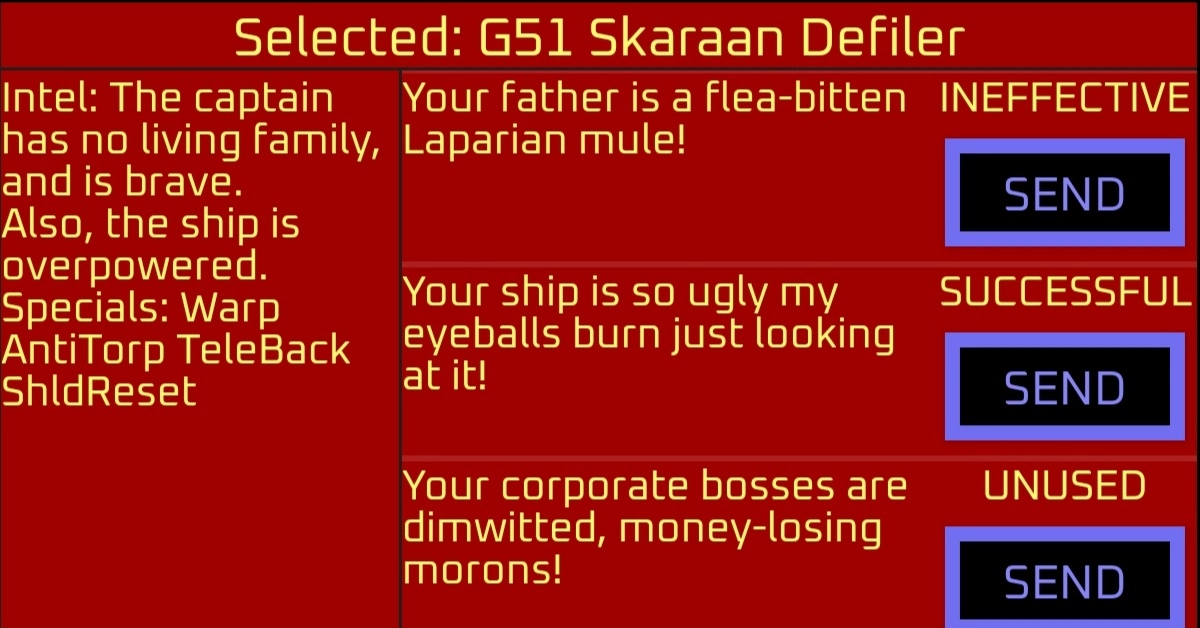 Selected: G51 Skaraan Defiler
Intel: The captain
has no living family,
and is brave.
Also, the ship is
overpowered.
Specials: Warp
AntiTorp TeleBack
ShldReset
Your father is a flea-bitten
Laparian mule!
INEFFECTIVE
SEND
Your ship is so ugly my
eyeballs burn just looking
at it!
SUCCESSFUL
SEND
Your corporate bosses are
dimwitted, money-losing
morons!
UNUSED
SEND